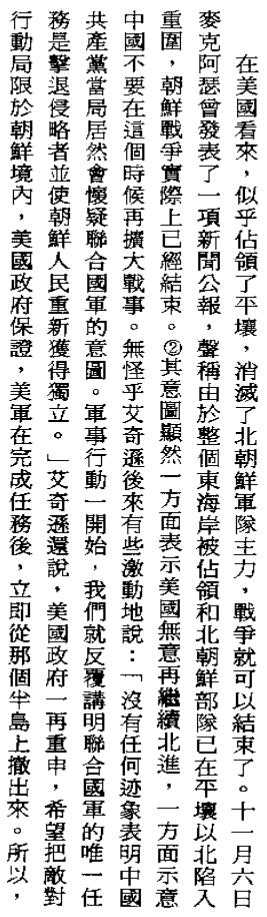 在美國看來，似乎佔領了平壤，消滅了北朝鮮軍隊主力，戰爭就可以結束了。十一月六日
麥克阿瑟曾發表了一項新聞公報，聲稱由於整個東海岸被佔領和北朝鮮部隊已在平壤以北陷入
重圍，朝鮮戰爭實際上已經結束。②其意圖顯然一方面表示美國無意再繼續北進，一方面示意
中國不要在這個時候再擴大戰事。無怪乎艾奇遜後來有些激動地說：「沒有任何迹象表明中國
共產黨當局居然會懷疑聯合國軍的意圖。軍事行動一開始，我們就反覆講明聯合國軍的唯一任
務是擊退侵略者並使朝鮮人民重新獲得獨立。」艾奇遜還說，美國政府一再重申，希望把敵對
行動局限於朝鮮境內，美國政府保證，美軍在完成任務後，立即從那個半島上撤出來。所以，